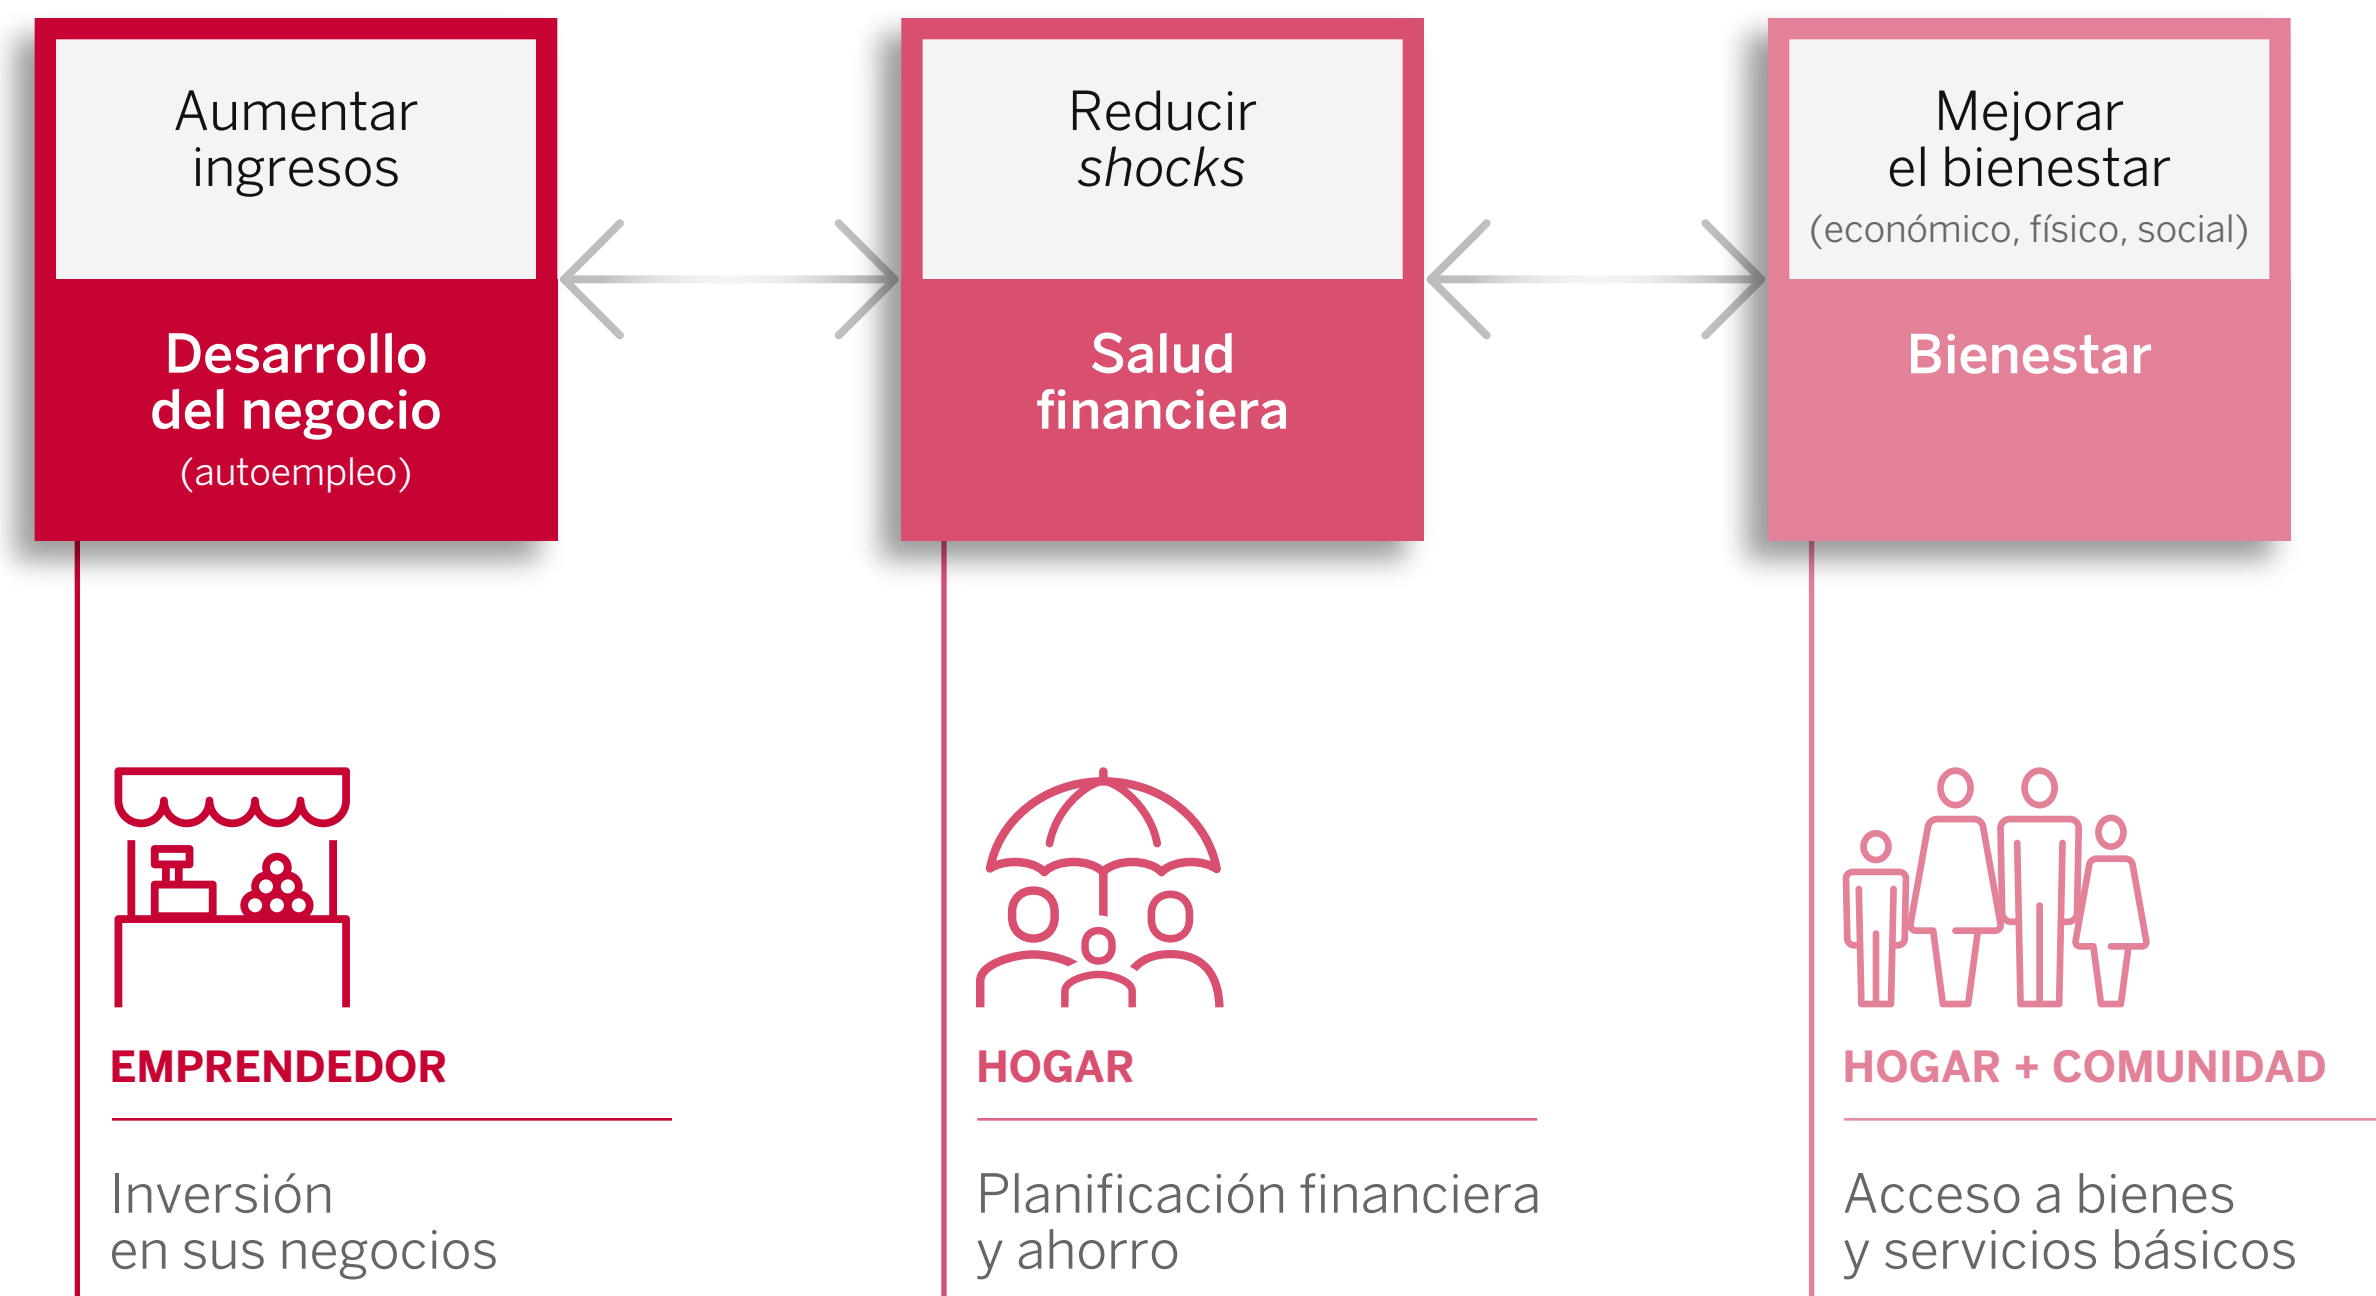 Aumentar
ingresos
Desarrollo
del negocio
(autoempleo)
EMPRENDEDOR
Inversión
en sus negocios
Reducir
shocks
Salud
financiera
HOGAR
Planificación financiera
y ahorro
Mejorar
el bienestar
(económico, físico, social)
Bienestar
HOGAR + COMUNIDAD
Acceso a bienes
y servicios básicos